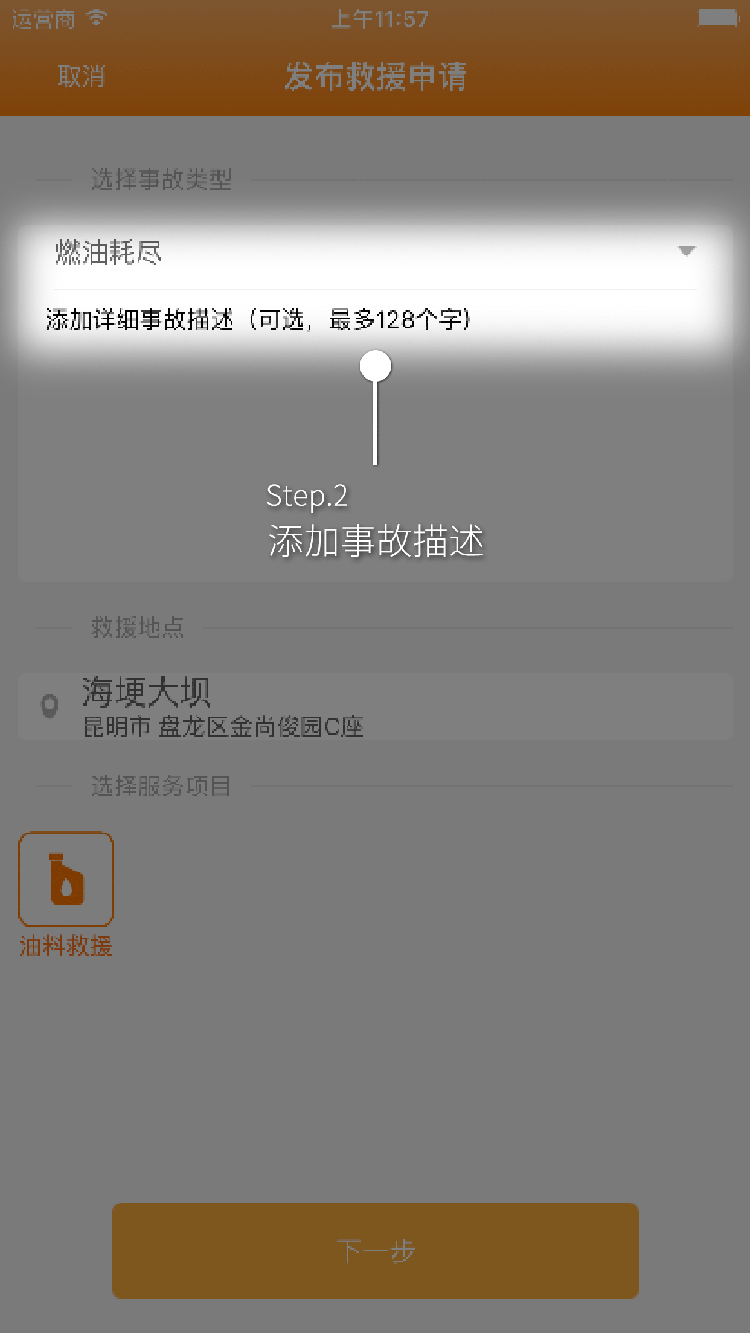 运营商 上午11:57
取消 发布救援申请
选择事故类型
燃油耗尽
添加详细事故描述（可选，最多128个字）
Step.2
添加事故描述
救援地点
海埂大坝
昆明市 盘龙区金尚俊园C座
选择服务项目
油料救援
下一步